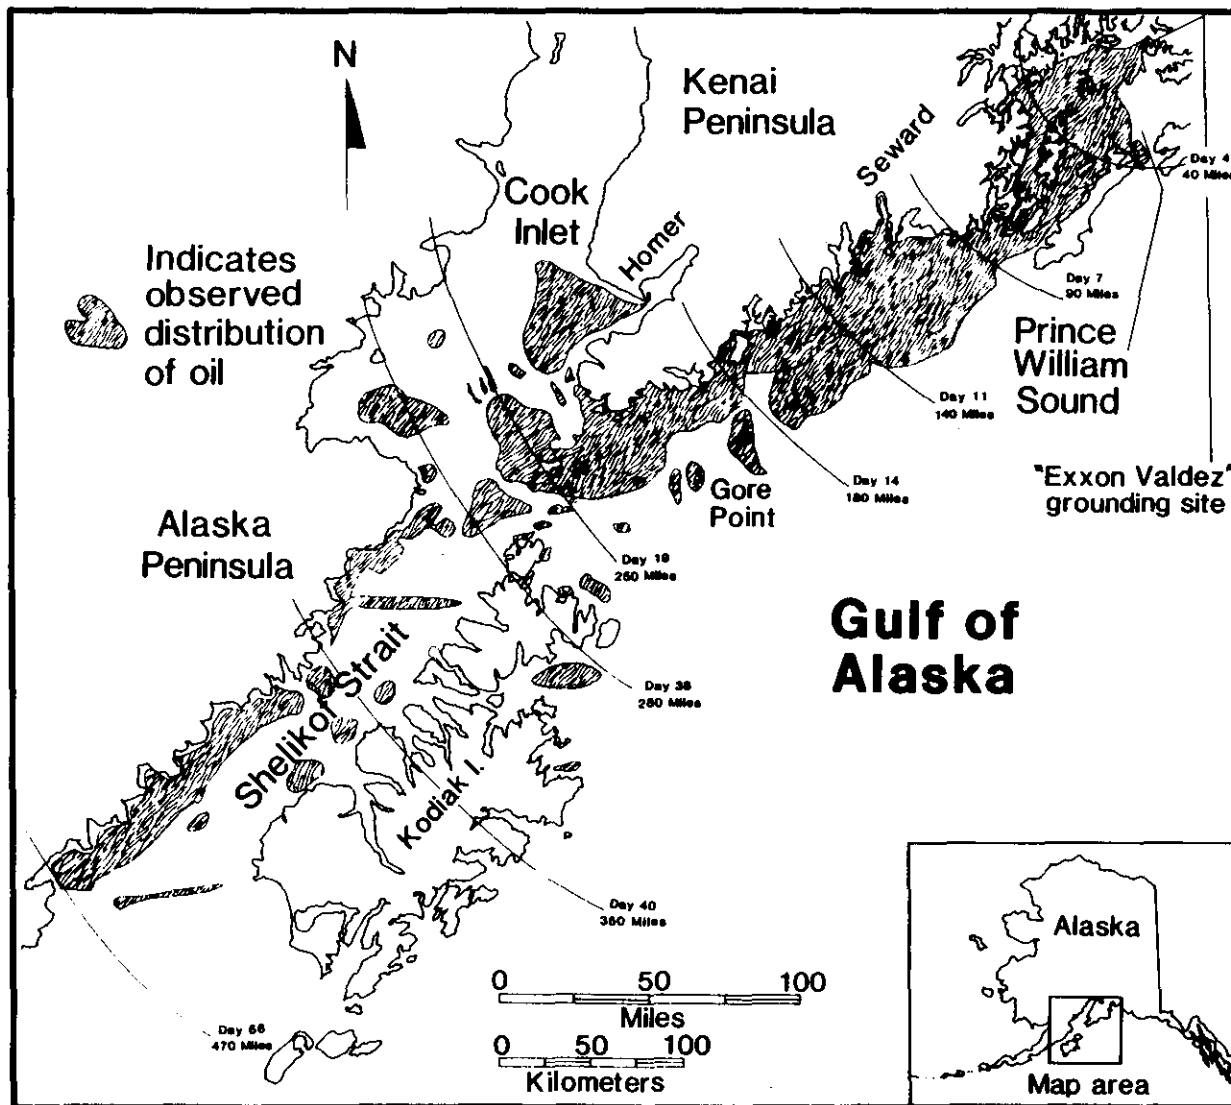 N
Kenai
Peninsula
Seward
Day 4
40 Miles
Cook
Inlet
Homer
Indicates
observed
distribution
of oil
Day 7
90 Miles
Prince
William
Sound
Day 11
140 Miles
"Exxon Valdez"
grounding site
Day 14
180 Miles
Gore
Point
Alaska
Peninsula
Day 19
250 Miles
Gulf of
Alaska
Shelikof Strait
Day 38
280 Miles
Kodiak I.
Day 40
350 Miles
Day 56
470 Miles
0 50 100
Miles
0 50 100
Kilometers
Alaska
Map area